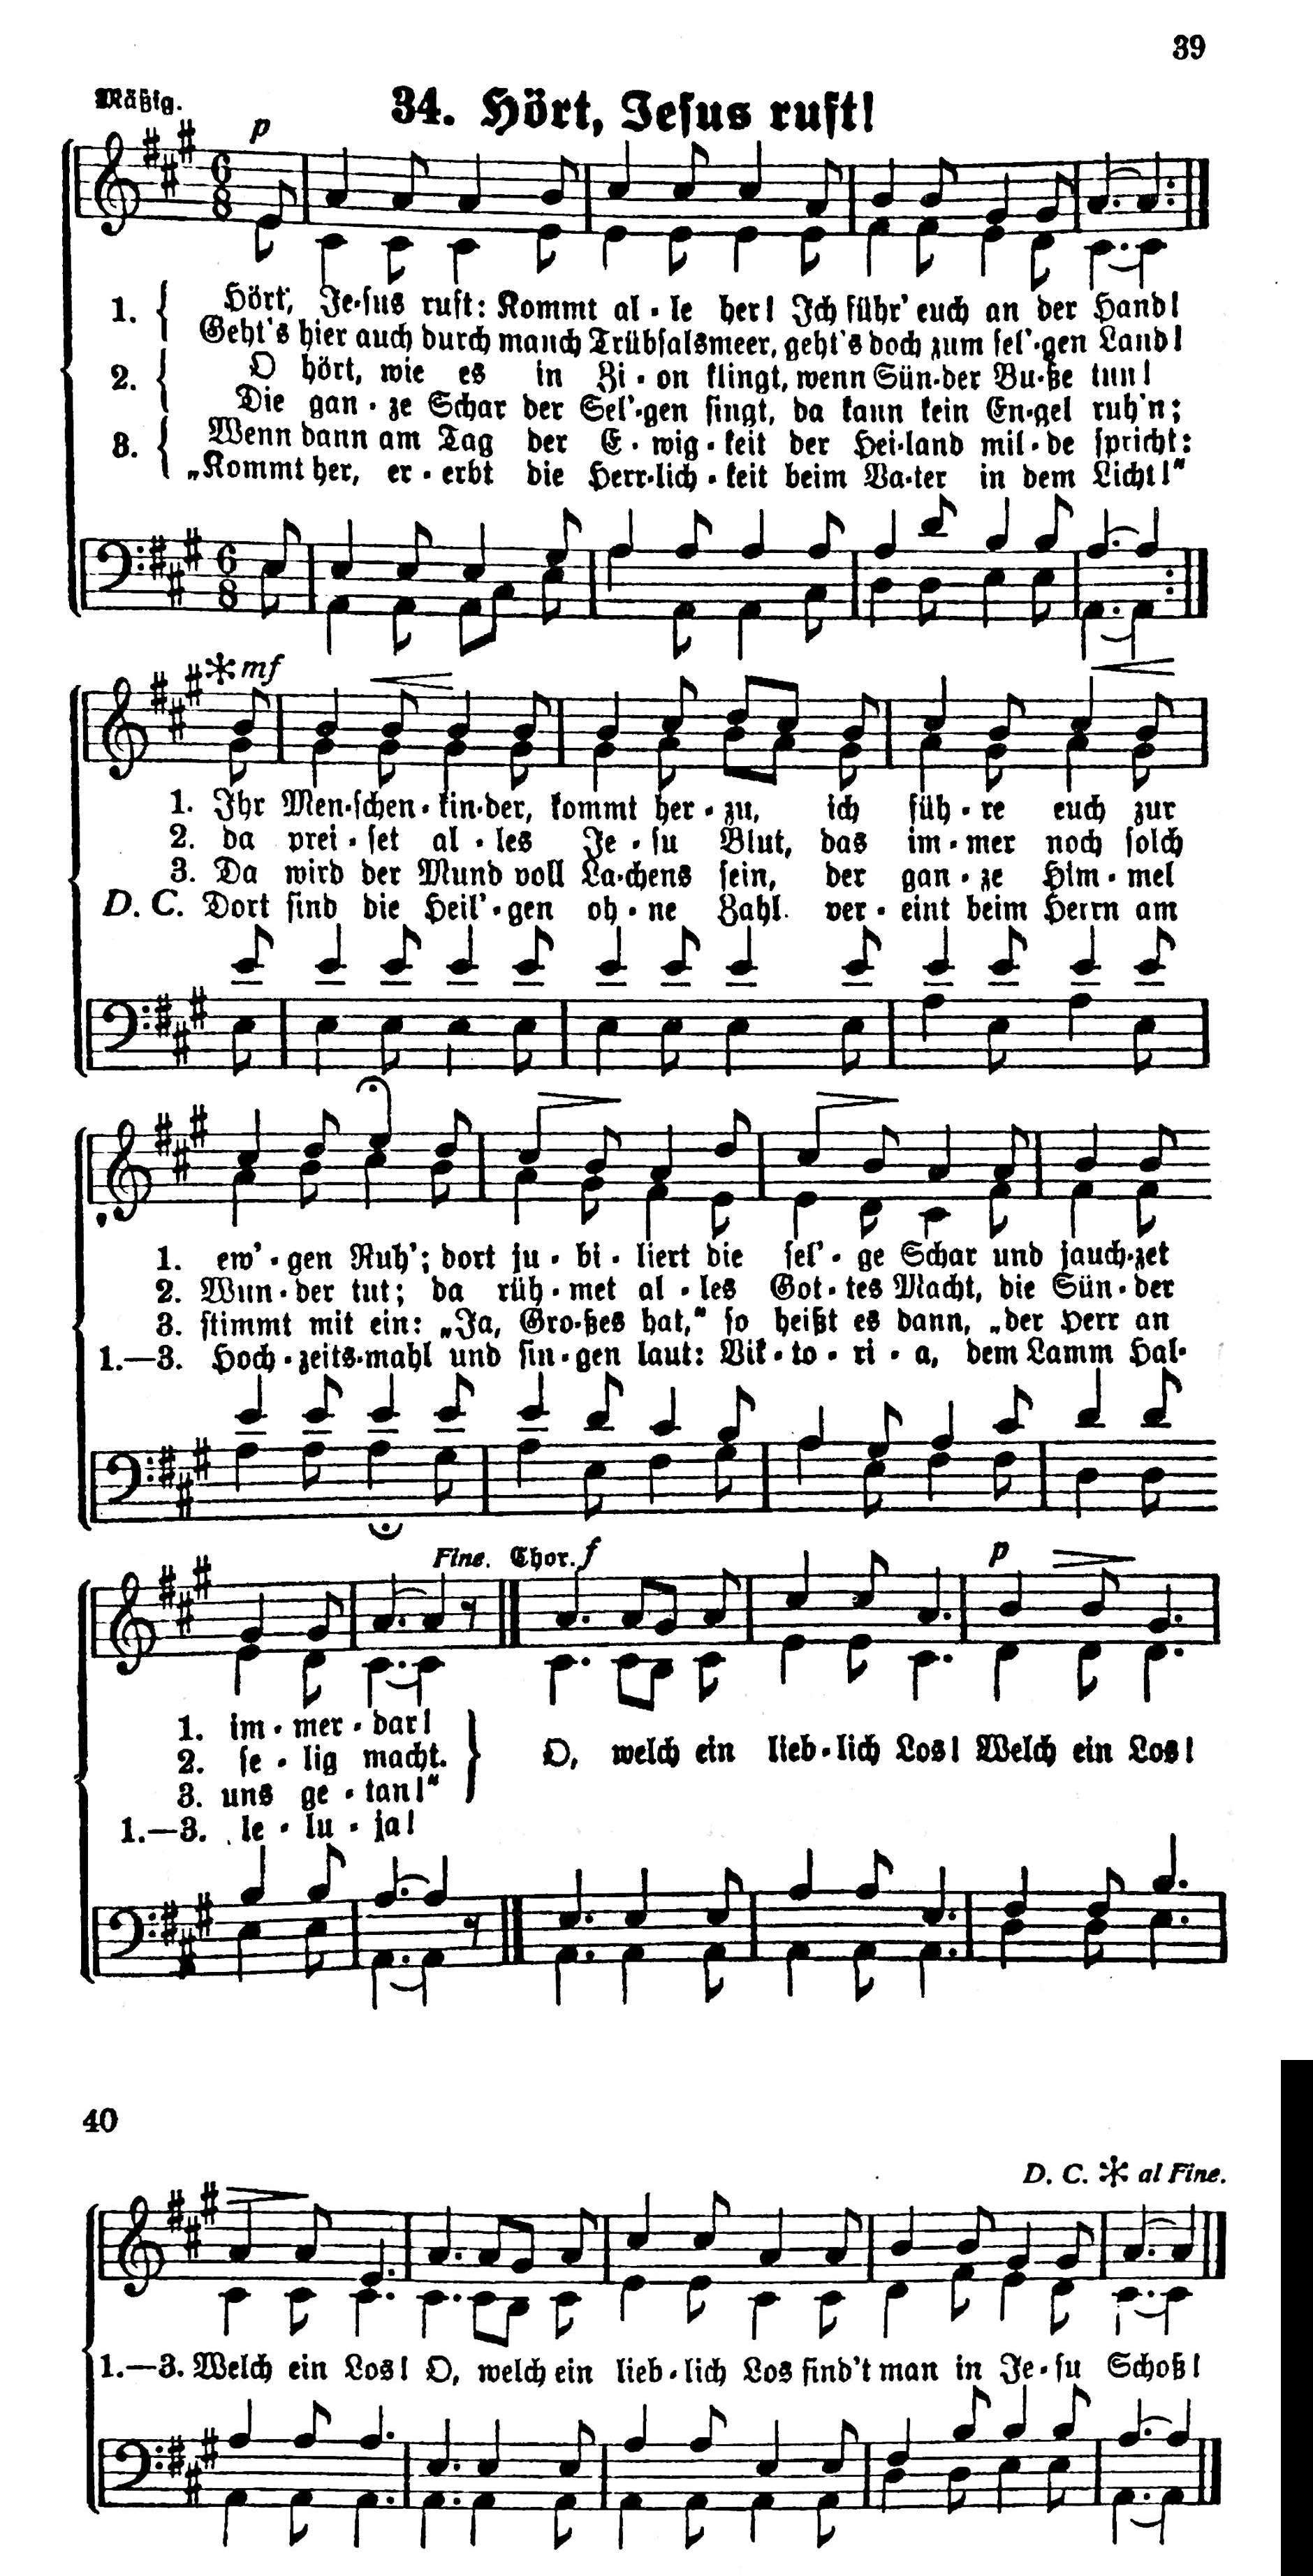 39
Mäßig.
34. Hört, Jesus ruft!
p
1. Hört, Je-sus ruft: Kommt al-le her! Ich führ' euch an der Hand!
Geht's hier auch durch manch Trübsalsmeer, geht's doch zum sel'-gen Land!
2. O hört, wie es in Zi-on klingt, wenn Sün-der Bu-ße tun!
Die gan-ze Schar der Sel'-gen singt, da kann kein En-gel ruh'n;
3. Wenn dann am Tag der E-wig-keit der Hei-land mil-de spricht:
„Kommt her, er-erbt die Herr-lich-keit beim Va-ter in dem Licht!“
mf
1. Ihr Men-schen-kin-der, kommt her-zu, ich füh-re euch zur
2. da prei-set al-les Je-su Blut, das im-mer noch solch
3. Da wird der Mund voll La-chens sein, der gan-ze Him-mel
D. C. Dort sind die Heil'-gen oh-ne Zahl. ver-eint beim Herrn am
1. ew'-gen Ruh'; dort ju-bi-liert die sel'-ge Schar und jauch-zet
2. Wun-der tut; da rüh-met al-les Got-tes Macht, die Sün-der
3. stimmt mit ein: „Ja, Gro-ßes hat,“ so heißt es dann, „der Herr an
1.—3. Hoch-zeits-mahl und sin-gen laut: Vik-to-ri-a, dem Lamm Hal-
Fine. Chor. f p
1. im-mer-dar!
2. se-lig macht.
3. uns ge-tan!“
O, welch ein lieb-lich Los! Welch ein Los!
1.—3. le-lu-ja!
40
D. C. * al Fine.
1.—3. Welch ein Los! O, welch ein lieb-lich Los find't man in Je-su Schoß!